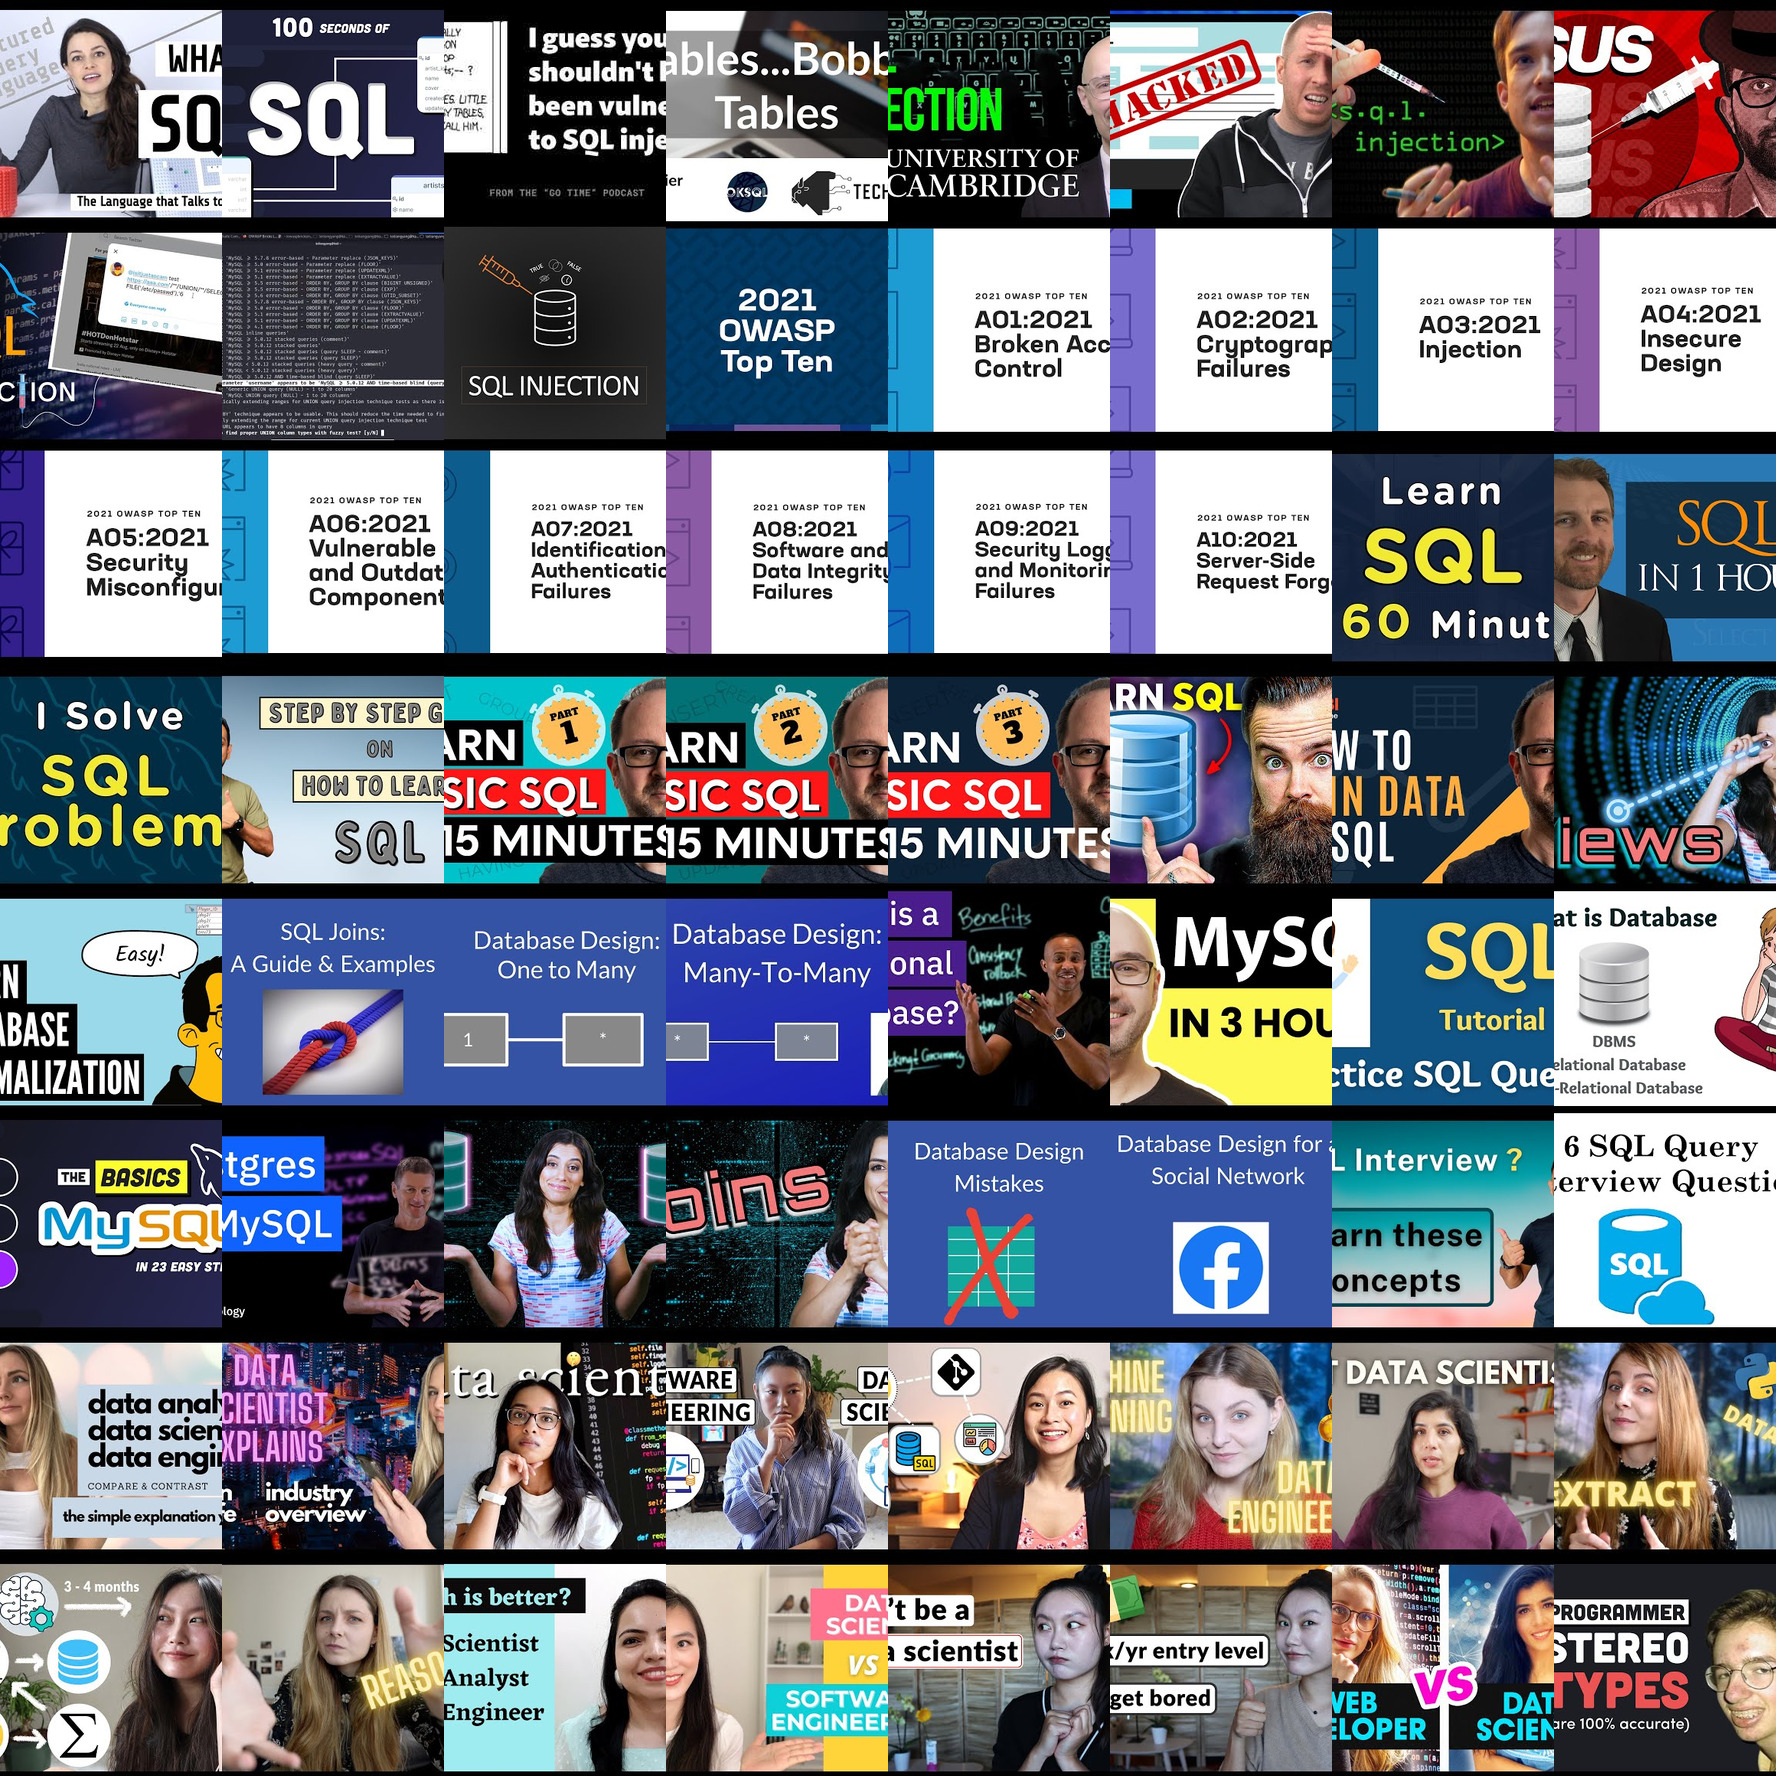 WHA
SQ
The Language that Talks to
100 SECONDS OF
SQL
artists
I guess you
shouldn't
been vulne
to SQL inje
FROM THE "GO TIME" PODCAST
ables...Bobb
Tables
TECH
ECTION
UNIVERSITY OF
CAMBRIDGE
HACKED
s.q.l.
injection>
SUS
#HOTDonHotstar
CTION
SQL INJECTION
TRUE
FALSE
2021
OWASP
Top Ten
2021 OWASP TOP TEN
A01:2021
Broken Acc
Control
2021 OWASP TOP TEN
A02:2021
Cryptograp
Failures
2021 OWASP TOP TEN
A03:2021
Injection
2021 OWASP TOP TEN
A04:2021
Insecure
Design
2021 OWASP TOP TEN
A05:2021
Security
Misconfigur
2021 OWASP TOP TEN
A06:2021
Vulnerable
and Outdat
Component
2021 OWASP TOP TEN
A07:2021
Identification
Authenticatio
Failures
2021 OWASP TOP TEN
A08:2021
Software and
Data Integrity
Failures
2021 OWASP TOP TEN
A09:2021
Security Logg
and Monitorin
Failures
2021 OWASP TOP TEN
A10:2021
Server-Side
Request Forg
Learn
SQL
60 Minut
SQL
IN 1 HOU
SELECT
I Solve
SQL
roblem
STEP BY STEP G
ON
HOW TO LEAR
SQL
PART
1
ARN
SIC SQL
15 MINUTES
PART
2
ARN
SIC SQL
15 MINUTES
PART
3
ARN
SIC SQL
15 MINUTES
ARN SQL
W TO
IN DATA
SQL
iews
Easy!
RN
ABASE
MALIZATION
SQL Joins:
A Guide & Examples
Database Design:
One to Many
1
*
Database Design:
Many-To-Many
*
*
is a
onal
base?
Benefits
Consistency
rollback
MySQ
IN 3 HOU
SQL
Tutorial
ctice SQL Que
at is Database
DBMS
elational Database
-Relational Database
THE BASICS
MySQL
IN 23 EASY STE
tgres
MySQL
ology
oins
Database Design
Mistakes
Database Design for a
Social Network
L Interview ?
arn these
oncepts
6 SQL Query
terview Questio
SQL
data anal
data scien
data engi
COMPARE & CONTRAST
the simple explanation y
DATA
CIENTIST
XPLAINS
industry
overview
ta scient
WARE
EERING
DA
SCIE
SQL
HINE
NING
DATA
ENGINEE
T DATA SCIENTIS
DATA
EXTRACT
3 - 4 months
Σ
REASO
h is better?
Scientist
Analyst
Engineer
DAT
SCIEN
VS
SOFTWA
ENGINEER
't be a
a scientist
k/yr entry level
get bored
WEB
ELOPER
VS
DAT
SCIEN
PROGRAMMER
STEREO
TYPES
are 100% accurate)